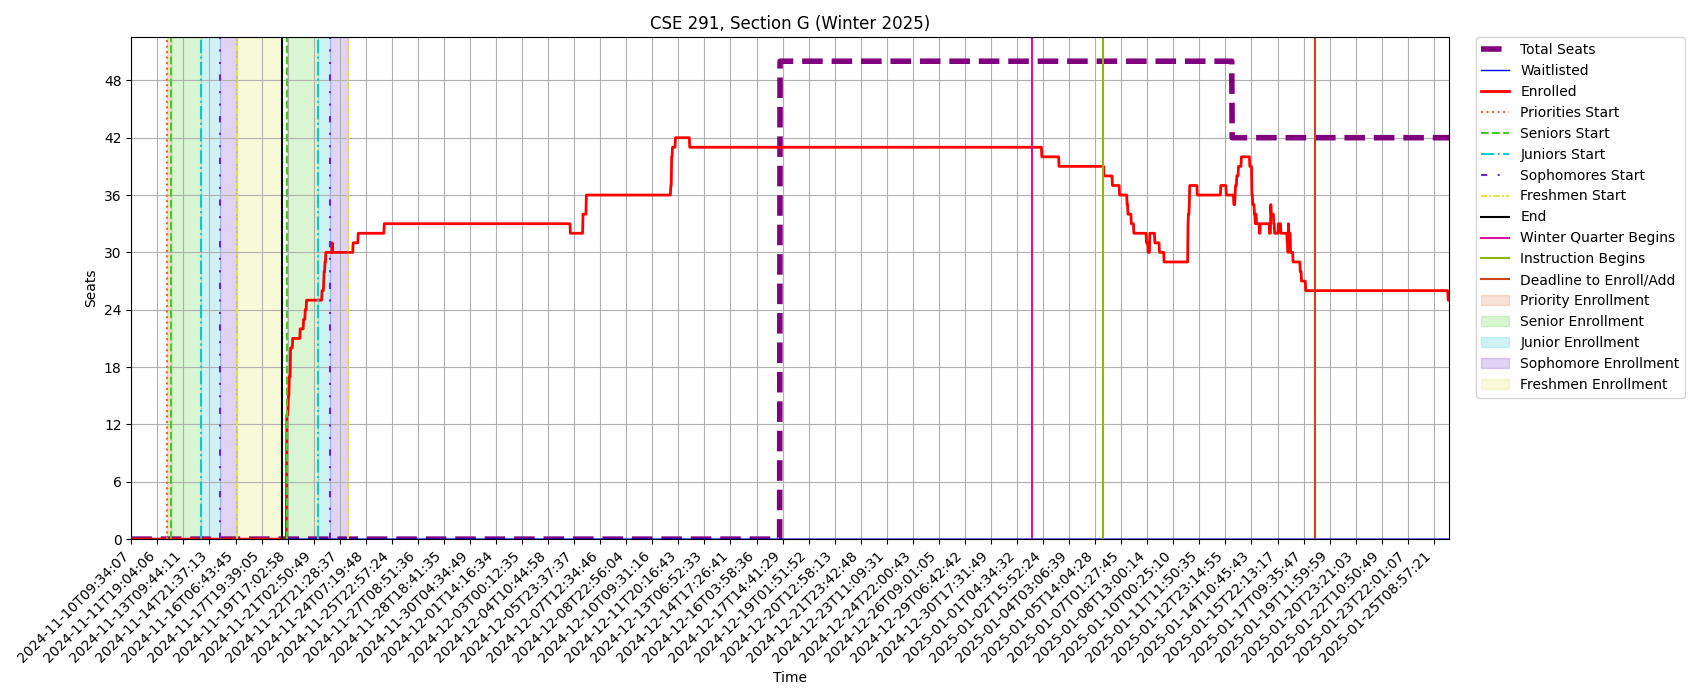 CSE 291, Section G (Winter 2025)
Seats
48
42
36
30
24
18
12
6
0
2024-11-10T09:34:07
2024-11-11T19:04:06
2024-11-13T09:44:11
2024-11-14T21:37:13
2024-11-16T06:43:45
2024-11-17T19:39:05
2024-11-19T17:02:58
2024-11-21T02:50:49
2024-11-22T21:28:37
2024-11-24T07:19:48
2024-11-25T22:57:24
2024-11-27T08:51:36
2024-11-28T18:41:35
2024-11-30T04:34:49
2024-12-01T14:16:34
2024-12-03T00:12:35
2024-12-04T10:44:58
2024-12-05T23:37:37
2024-12-07T12:34:46
2024-12-08T22:56:04
2024-12-10T09:31:16
2024-12-11T20:16:43
2024-12-13T06:52:33
2024-12-14T17:26:41
2024-12-16T03:58:36
2024-12-17T14:41:29
2024-12-19T01:51:52
2024-12-20T12:58:13
2024-12-21T23:42:48
2024-12-23T11:09:31
2024-12-24T22:00:43
2024-12-26T09:01:05
2024-12-29T06:42:42
2024-12-30T17:31:49
2025-01-01T04:34:32
2025-01-02T15:52:24
2025-01-04T03:06:39
2025-01-05T14:04:28
2025-01-07T01:27:45
2025-01-08T13:00:14
2025-01-10T00:25:10
2025-01-11T11:50:35
2025-01-12T23:14:55
2025-01-14T10:45:43
2025-01-15T22:13:17
2025-01-17T09:35:47
2025-01-19T11:59:59
2025-01-20T23:21:03
2025-01-22T10:50:49
2025-01-23T22:01:07
2025-01-25T08:57:21
Time
Total Seats
Waitlisted
Enrolled
Priorities Start
Seniors Start
Juniors Start
Sophomores Start
Freshmen Start
End
Winter Quarter Begins
Instruction Begins
Deadline to Enroll/Add
Priority Enrollment
Senior Enrollment
Junior Enrollment
Sophomore Enrollment
Freshmen Enrollment